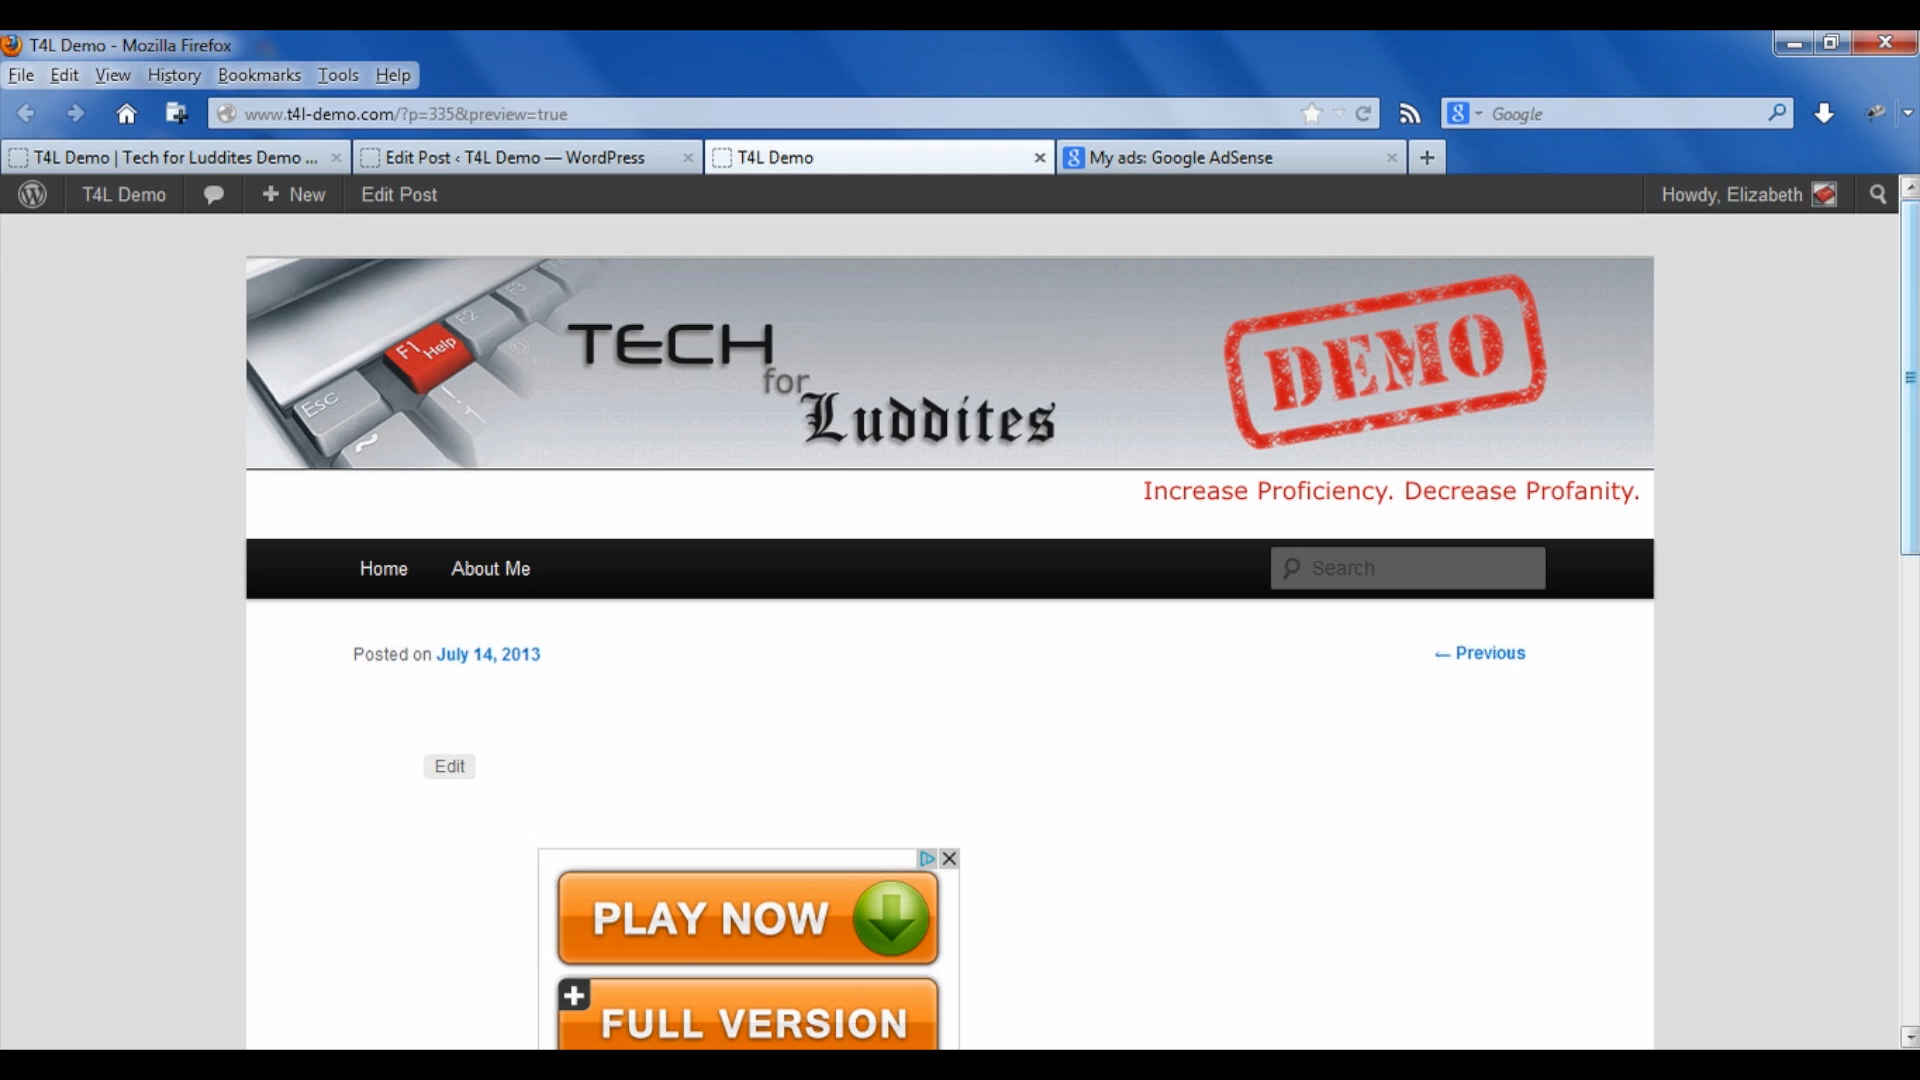 T4L Demo - Mozilla Firefox
File Edit View History Bookmarks Tools Help
www.t4l-demo.com/?p=335&preview=true
Google
T4L Demo | Tech for Luddites Demo ...
Edit Post ‹ T4L Demo — WordPress
T4L Demo
My ads: Google AdSense
T4L Demo
New
Edit Post
Howdy, Elizabeth
F1
Help
F2
F3
Esc
TECH
for
Luddites
DEMO
Increase Proficiency. Decrease Profanity.
Home
About Me
Search
Posted on July 14, 2013
← Previous
Edit
PLAY NOW
FULL VERSION